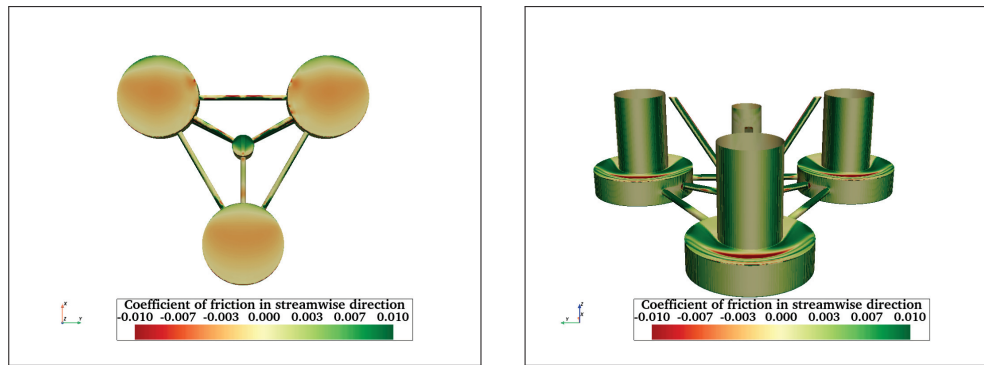 X
Z
Y
Coefficient of friction in streamwise direction
-0.010 -0.007 -0.003 0.000 0.003 0.007 0.010
Z
X
Y
Coefficient of friction in streamwise direction
-0.010 -0.007 -0.003 0.000 0.003 0.007 0.010